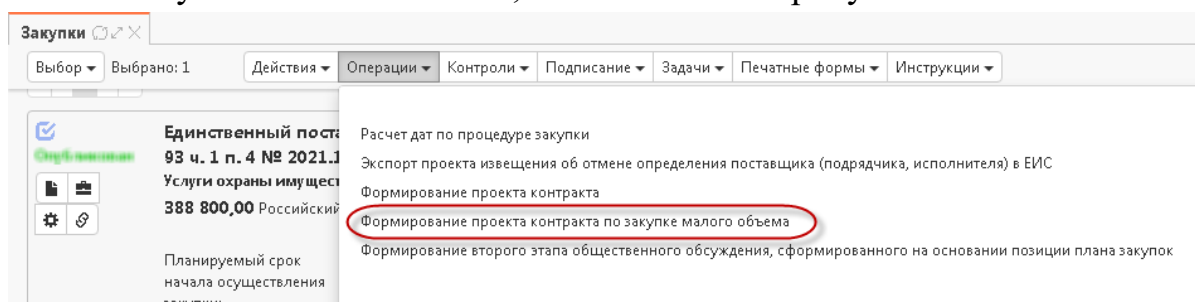 Закупки
Выбор Выбрано: 1 Действия Операции Контроли Подписание Задачи Печатные формы Инструкции
Единственный пост
93 ч. 1 п. 4 № 2021.1
Услуги охраны имущест
388 800,00 Российский
Планируемый срок
начала осуществления
Расчет дат по процедуре закупки
Экспорт проекта извещения об отмене определения поставщика (подрядчика, исполнителя) в ЕИС
Формирование проекта контракта
Формирование проекта контракта по закупке малого объема
Формирование второго этапа общественного обсуждения, сформированного на основании позиции плана закупок